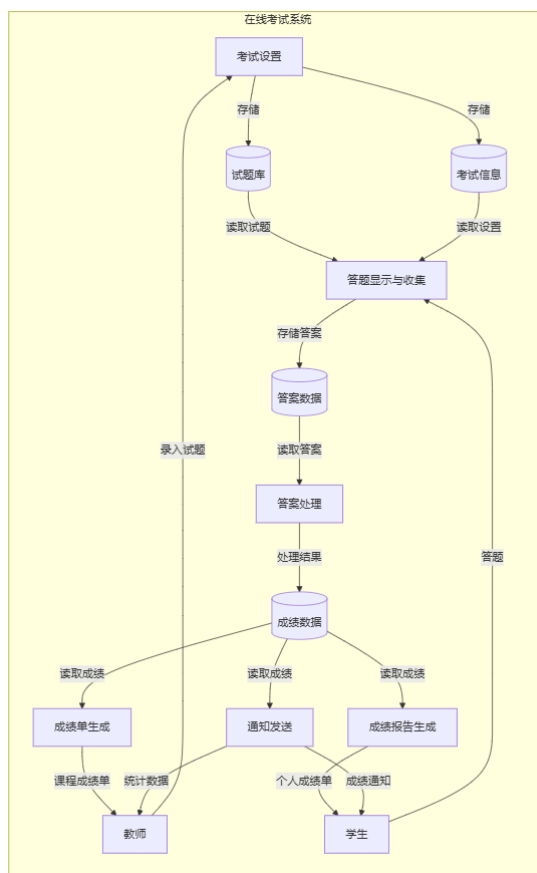 在线考试系统
考试设置
存储
存储
试题库
考试信息
读取试题
读取设置
答题显示与收集
存储答案
答案数据
录入试题
读取答案
答案处理
处理结果
答题
成绩数据
读取成绩
读取成绩
读取成绩
成绩单生成
通知发送
成绩报告生成
课程成绩单
统计数据
个人成绩单
成绩通知
教师
学生